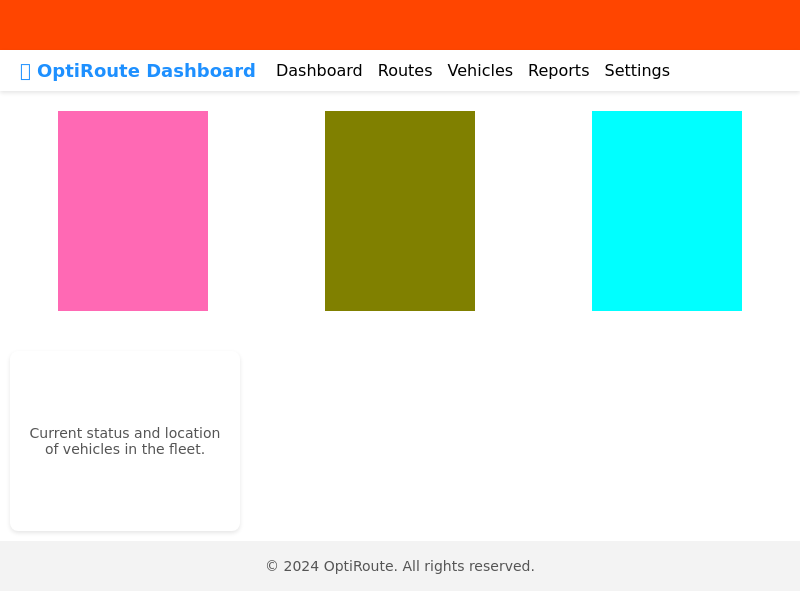 OptiRoute Dashboard Dashboard Routes Vehicles Reports Settings
Current status and location
of vehicles in the fleet.
© 2024 OptiRoute. All rights reserved.